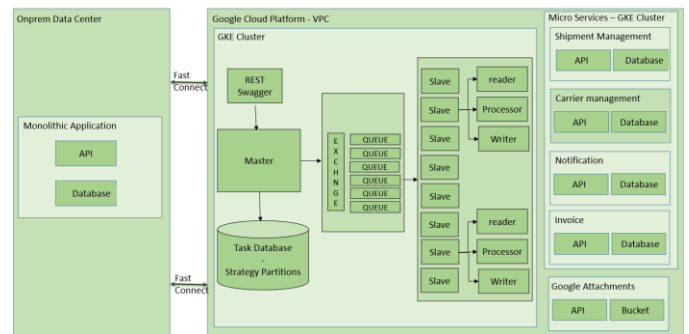 Onprem Data Center
Monolithic Application
API
Database
Fast
Connect
Fast
Connect
Google Cloud Platform - VPC
GKE Cluster
REST
Swagger
Master
Task Database
-
Strategy Partitions
EXCHNGE
QUEUE
QUEUE
QUEUE
QUEUE
QUEUE
QUEUE
Slave
Slave
Slave
Slave
Slave
Slave
Slave
Slave
reader
Processor
Writer
reader
Processor
Writer
Micro Services – GKE Cluster
Shipment Management
API
Database
Carrier management
API
Database
Notification
API
Database
Invoice
API
Database
Google Attachments
API
Bucket